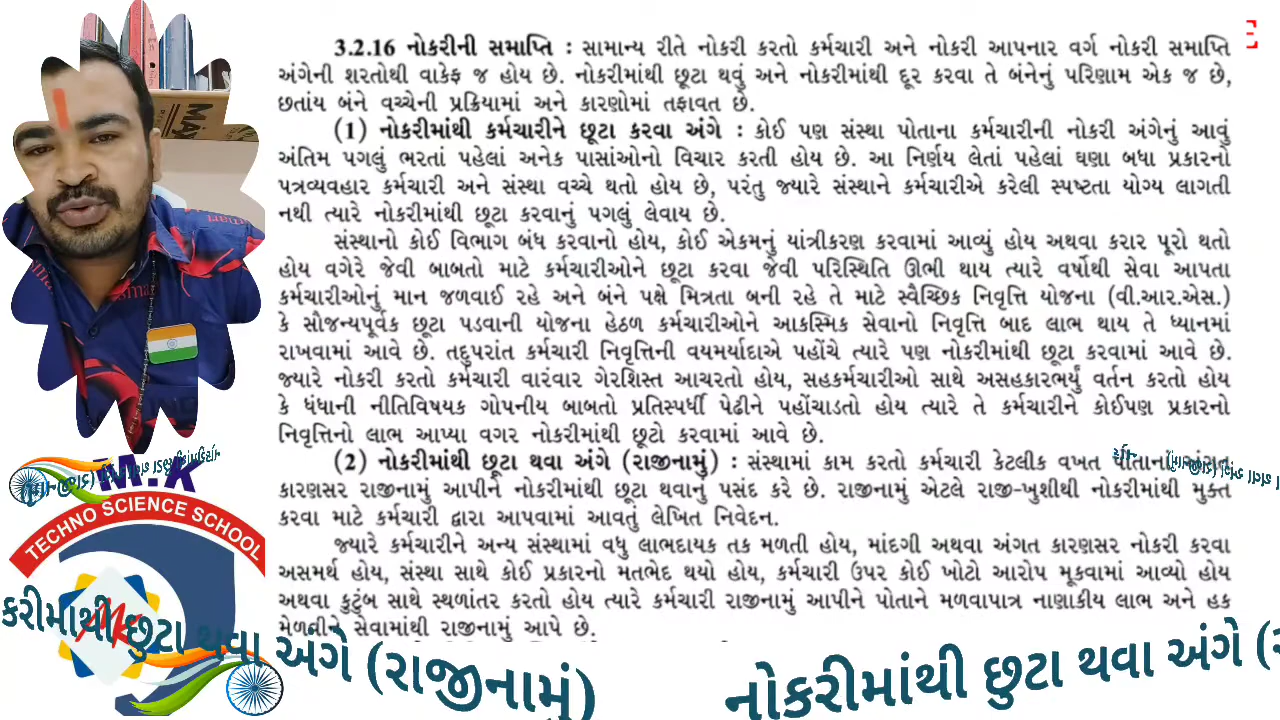 3.2.16 નોકરીની સમાપ્તિ : સામાન્ય રીતે નોકરી કરતો કર્મચારી અને નોકરી આપનાર વર્ગ નોકરી સમાપ્તિ
અંગેની શરતોથી વાકેફ જ હોય છે. નોકરીમાંથી છૂટા થવું અને નોકરીમાંથી દૂર કરવા તે બંનેનું પરિણામ એક જ છે,
છતાંય બંને વચ્ચેની પ્રક્રિયામાં અને કારણોમાં તફાવત છે.
(1) નોકરીમાંથી કર્મચારીને છૂટા કરવા અંગે : કોઈ પણ સંસ્થા પોતાના કર્મચારીની નોકરી અંગેનું આવું
અંતિમ પગલું ભરતાં પહેલાં અનેક પાસાંઓનો વિચાર કરતી હોય છે. આ નિર્ણય લેતાં પહેલાં ઘણા બધા પ્રકારનો
પત્રવ્યવહાર કર્મચારી અને સંસ્થા વચ્ચે થતો હોય છે, પરંતુ જ્યારે સંસ્થાને કર્મચારીએ કરેલી સ્પષ્ટતા યોગ્ય લાગતી
નથી ત્યારે નોકરીમાંથી છૂટા કરવાનું પગલું લેવાય છે.
સંસ્થાનો કોઈ વિભાગ બંધ કરવાનો હોય, કોઈ એકમનું યાંત્રીકરણ કરવામાં આવ્યું હોય અથવા કરાર પૂરો થતો
હોય વગેરે જેવી બાબતો માટે કર્મચારીઓને છૂટા કરવા જેવી પરિસ્થિતિ ઊભી થાય ત્યારે વર્ષોથી સેવા આપતા
કર્મચારીઓનું માન જળવાઈ રહે અને બંને પક્ષે મિત્રતા બની રહે તે માટે સ્વૈચ્છિક નિવૃત્તિ યોજના (વી.આર.એસ.)
કે સૌજન્યપૂર્વક છૂટા પડવાની યોજના હેઠળ કર્મચારીઓને આકસ્મિક સેવાનો નિવૃત્તિ બાદ લાભ થાય તે ધ્યાનમાં
રાખવામાં આવે છે. તદુપરાંત કર્મચારી નિવૃત્તિની વયમર્યાદાએ પહોંચે ત્યારે પણ નોકરીમાંથી છૂટા કરવામાં આવે છે.
જ્યારે નોકરી કરતો કર્મચારી વારંવાર ગેરશિસ્ત આચરતો હોય, સહકર્મચારીઓ સાથે અસહકારભર્યું વર્તન કરતો હોય
કે ધંધાની નીતિવિષયક ગોપનીય બાબતો પ્રતિસ્પર્ધી પેઢીને પહોંચાડતો હોય ત્યારે તે કર્મચારીને કોઈપણ પ્રકારનો
નિવૃત્તિનો લાભ આપ્યા વગર નોકરીમાંથી છૂટો કરવામાં આવે છે.
(2) નોકરીમાંથી છૂટા થવા અંગે (રાજીનામું) : સંસ્થામાં કામ કરતો કર્મચારી કેટલીક વખત પોતાના
કારણસર રાજીનામું આપીને નોકરીમાંથી છૂટા થવાનું પસંદ કરે છે. રાજીનામું એટલે રાજી-ખુશીથી નોકરીમાંથી મુક્ત
કરવા માટે કર્મચારી દ્વારા આપવામાં આવતું લેખિત નિવેદન.
જ્યારે કર્મચારીને અન્ય સંસ્થામાં વધુ લાભદાયક તક મળતી હોય, માંદગી અથવા અંગત કારણસર નોકરી કરવા
અસમર્થ હોય, સંસ્થા સાથે કોઈ પ્રકારનો મતભેદ થયો હોય, કર્મચારી ઉપર કોઈ ખોટો આરોપ મૂકવામાં આવ્યો હોય
અથવા કુટુંબ સાથે સ્થળાંતર કરતો હોય ત્યારે કર્મચારી રાજીનામું આપીને પોતાને મળવાપાત્ર નાણાકીય લાભ અને હક
મેળવીને સેવામાંથી રાજીનામું આપે છે.
M.K
TECHNO SCIENCE SCHOOL
MK
કરીમાંથી છુટા થવા અંગે (રાજીનામું)
નોકરીમાંથી છુટા થવા અંગે (રા